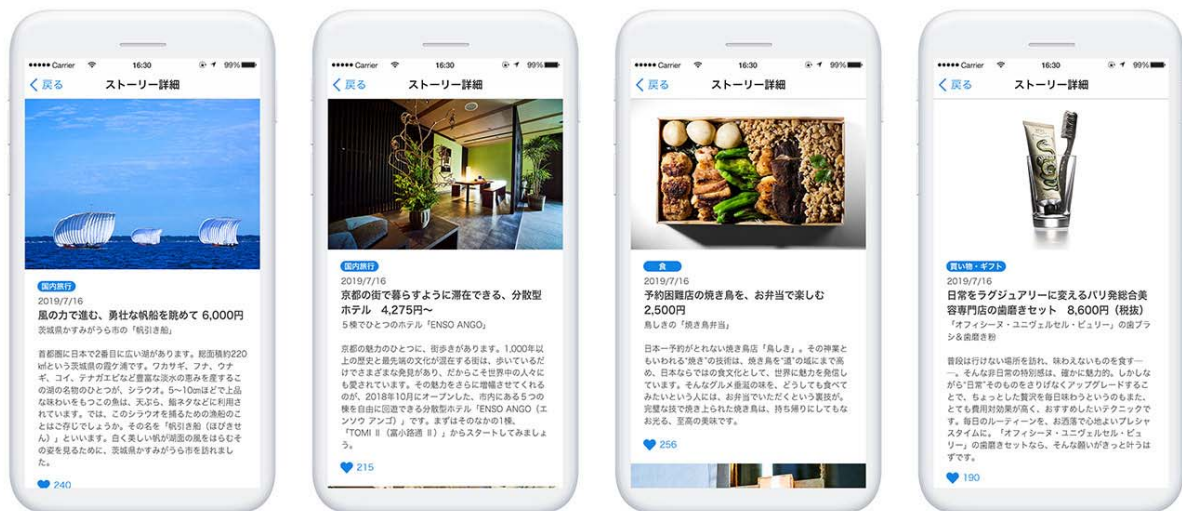 ●●●●● Carrier 16:30 99%
戻る ストーリー詳細
国内旅行
2019/7/16
風の力で進む、勇壮な帆船を眺めて 6,000円
茨城県かすみがうら市の「帆引き船」
首都圏に日本で2番目に広い湖があります。総面積約220
㎢という茨城県の霞ケ浦です。ワカサギ、フナ、ウナ
ギ、コイ、テナガエビなど豊富な淡水の恵みを産するこ
の湖の名物のひとつが、シラウオ。5〜10㎝ほどで上品
な味わいをもつこの魚は、天ぷら、鮨ネタなどに利用さ
れています。では、このシラウオを捕るための漁船のこ
とはご存じでしょうか。その名も「帆引き船（ほびきせ
ん）」といいます。白く美しい帆が湖面の風をはらむそ
の姿を見るために、茨城県かすみがうら市を訪れまし
た。
240
●●●●● Carrier 16:30 99%
戻る ストーリー詳細
国内旅行
2019/7/16
京都の街で暮らすように滞在できる、分散型
ホテル 4,275円〜
5棟でひとつのホテル「ENSO ANGO」
京都の魅力のひとつに、街歩きがあります。1,000年以
上の歴史と最先端の文化が混在する街は、歩いているだ
けでさまざまな発見があり、だからこそ世界中の人々に
も愛されています。その魅力をさらに増幅させてくれる
のが、2018年10月にオープンした、市内にある5つの
棟を自由に回遊できる分散型ホテル「ENSO ANGO（エ
ンソウ アンゴ）」です。まずはそのなかの1棟、
「TOMI Ⅱ（富小路通 Ⅱ）」からスタートしてみましょ
う。
215
●●●●● Carrier 16:30 99%
戻る ストーリー詳細
食
2019/7/16
予約困難店の焼き鳥を、お弁当で楽しむ
2,500円
鳥しきの「焼き鳥弁当」
日本一予約がとれない焼き鳥店「鳥しき」。その神業と
もいわれる“焼き”の技術は、焼き鳥を“道”の域にまで高
め、日本ならではの食文化として、世界に魅力を発信し
ています。そんなグルメ垂涎の味を、どうしても食べて
みたいという人には、お弁当でいただくという裏技が。
完璧な技で焼き上げられた焼き鳥は、持ち帰りにしてもな
お光る、至高の美味です。
256
●●●●● Carrier 16:30 99%
戻る ストーリー詳細
買い物・ギフト
2019/7/16
日常をラグジュアリーに変えるパリ発総合美
容専門店の歯磨きセット 8,600円（税抜）
「オフィシーヌ・ユニヴェルセル・ビュリー」の歯ブラ
シ＆歯磨き粉
普段は行けない場所を訪れ、味わえないものを食す―
―。そんな非日常の特別感は、確かに魅力的。しかしな
がら“日常”そのものをさりげなくアップグレードするこ
とで、ちょっとした贅沢を毎日味わうというのもまた、
とても費用対効果が高く、おすすめしたいテクニックで
す。毎日のルーティーンを、お洒落で心地よいプレシャ
スタイムに。「オフィシーヌ・ユニヴェルセル・ビュ
リー」の歯磨きセットなら、そんな願いがきっと叶うは
ずです。
190